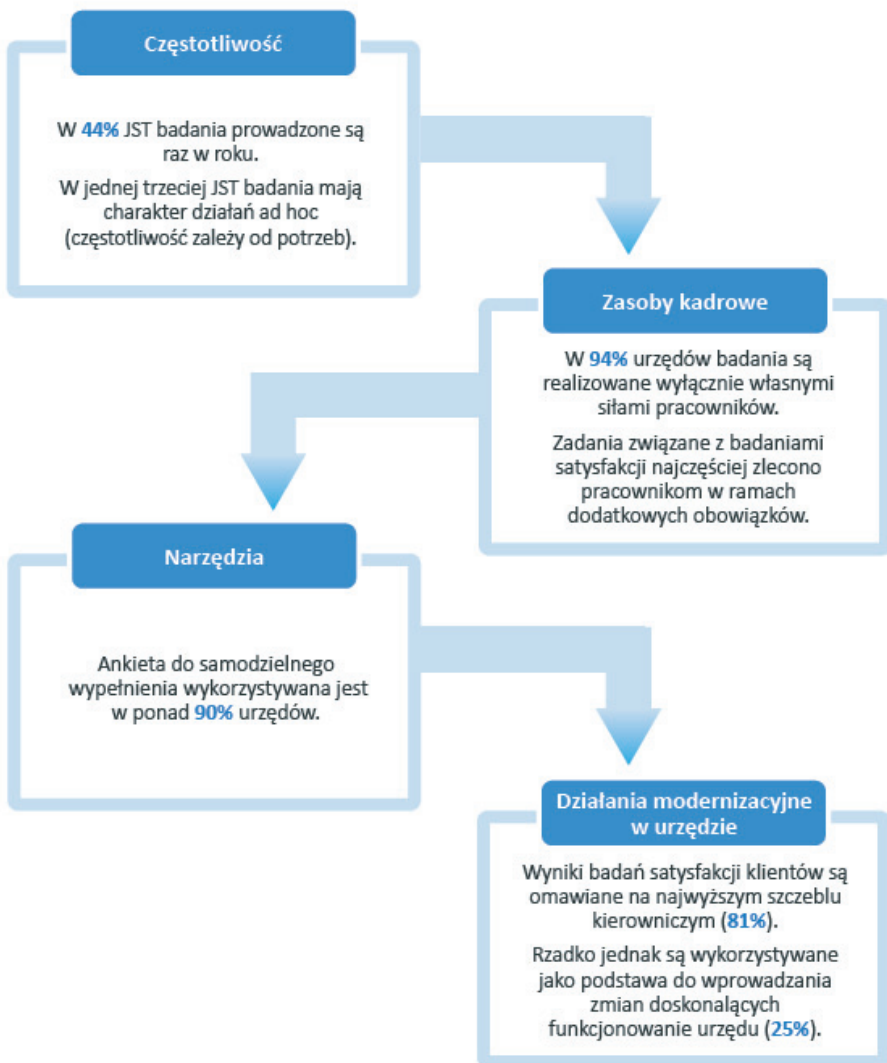 Częstotliwość
W 44% JST badania prowadzone są
raz w roku.
W jednej trzeciej JST badania mają
charakter działań ad hoc
(częstotliwość zależy od potrzeb).
Zasoby kadrowe
W 94% urzędów badania są
realizowane wyłącznie własnymi
siłami pracowników.
Zadania związane z badaniami
satysfakcji najczęściej zlecono
pracownikom w ramach
dodatkowych obowiązków.
Narzędzia
Ankieta do samodzielnego
wypełnienia wykorzystywana jest
w ponad 90% urzędów.
Działania modernizacyjne
w urzędzie
Wyniki badań satysfakcji klientów są
omawiane na najwyższym szczeblu
kierowniczym (81%).
Rzadko jednak są wykorzystywane
jako podstawa do wprowadzania
zmian doskonalących
funkcjonowanie urzędu (25%).